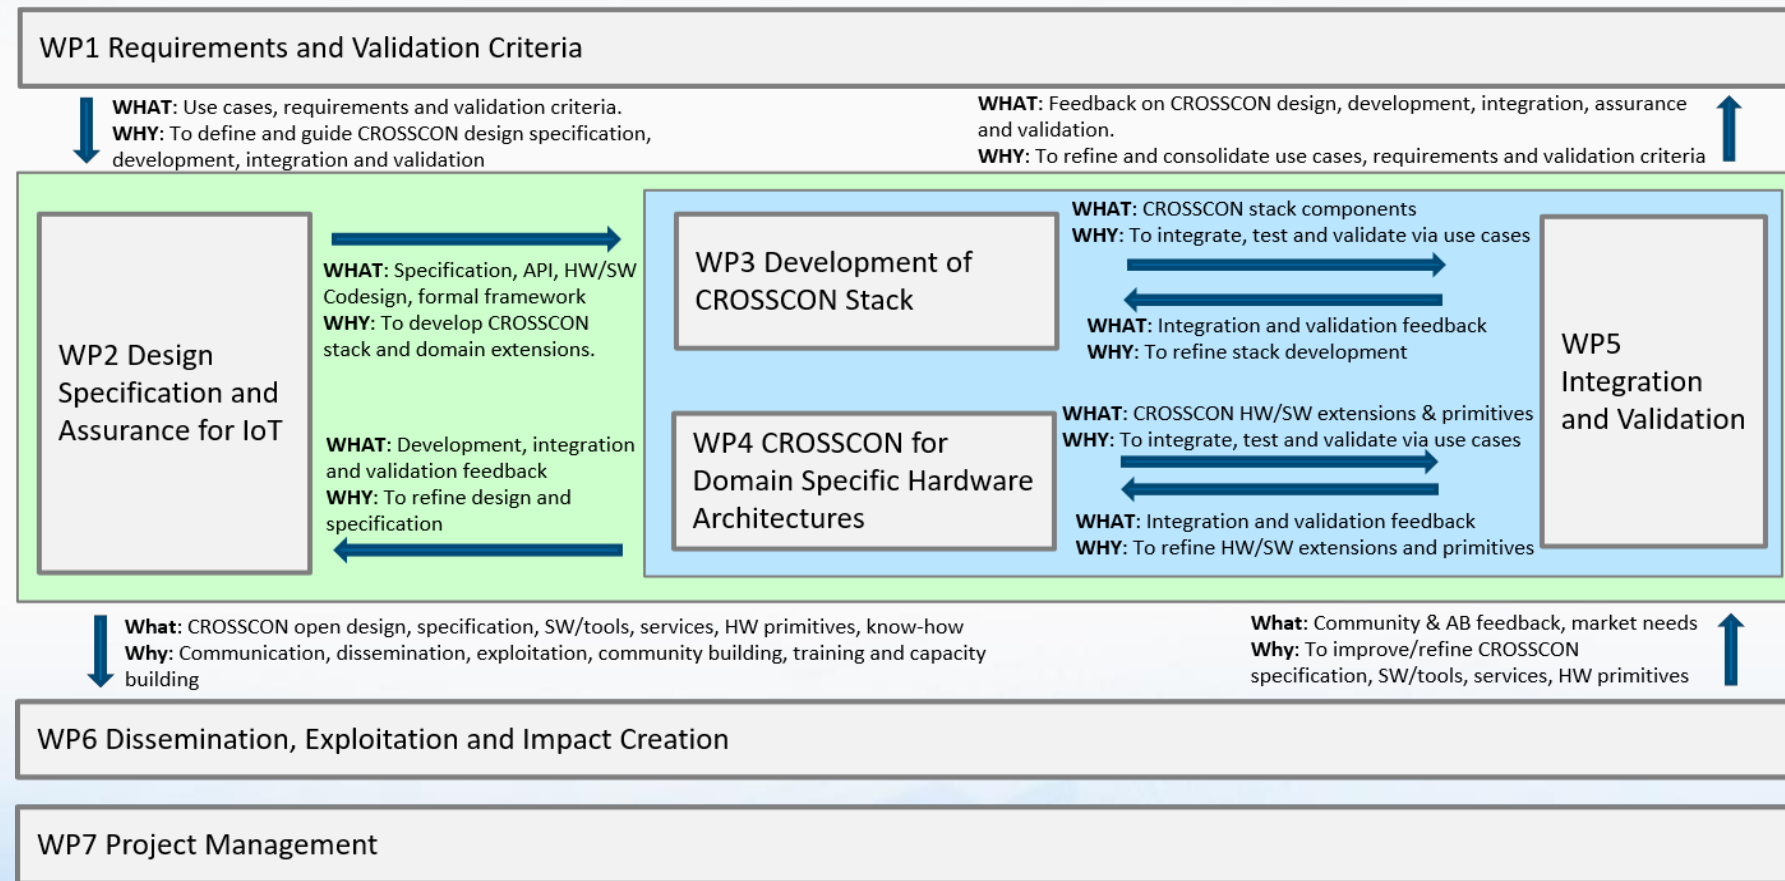 WP1 Requirements and Validation Criteria
WHAT: Use cases, requirements and validation criteria.
WHY: To define and guide CROSSCON design specification,
development, integration and validation
WHAT: Feedback on CROSSCON design, development, integration, assurance
and validation.
WHY: To refine and consolidate use cases, requirements and validation criteria
WP2 Design
Specification and
Assurance for IoT
WHAT: Specification, API, HW/SW
Codesign, formal framework
WHY: To develop CROSSCON
stack and domain extensions.
WHAT: Development, integration
and validation feedback
WHY: To refine design and
specification
WP3 Development of
CROSSCON Stack
WHAT: CROSSCON stack components
WHY: To integrate, test and validate via use cases
WHAT: Integration and validation feedback
WHY: To refine stack development
WP4 CROSSCON for
Domain Specific Hardware
Architectures
WHAT: CROSSCON HW/SW extensions & primitives
WHY: To integrate, test and validate via use cases
WHAT: Integration and validation feedback
WHY: To refine HW/SW extensions and primitives
WP5
Integration
and Validation
What: CROSSCON open design, specification, SW/tools, services, HW primitives, know-how
Why: Communication, dissemination, exploitation, community building, training and capacity
building
What: Community & AB feedback, market needs
Why: To improve/refine CROSSCON
specification, SW/tools, services, HW primitives
WP6 Dissemination, Exploitation and Impact Creation
WP7 Project Management